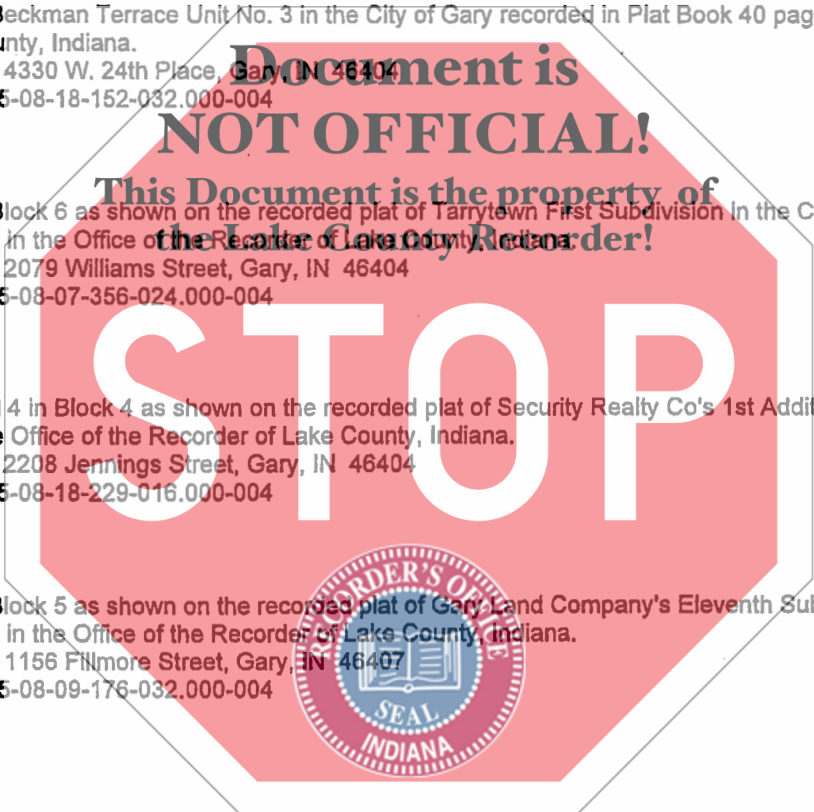 Beckman Terrace Unit No. 3 in the City of Gary recorded in Plat Book 40 pag
unty, Indiana.
4330 W. 24th Place, Gary, IN 46404
5-08-18-152-032.000-004
Document is
NOT OFFICIAL!
This Document is the property of
the Lake County Recorder!
Block 6 as shown on the recorded plat of Tarrytown First Subdivision in the C
in the Office of the Recorder of Lake County, Indiana.
2079 Williams Street, Gary, IN 46404
5-08-07-356-024.000-004
STOP
4 in Block 4 as shown on the recorded plat of Security Realty Co's 1st Addit
Office of the Recorder of Lake County, Indiana.
2208 Jennings Street, Gary, IN 46404
5-08-18-229-016.000-004
Block 5 as shown on the recorded plat of Gary Land Company's Eleventh Sub
in the Office of the Recorder of Lake County, Indiana.
1156 Fillmore Street, Gary, IN 46407
5-08-09-176-032.000-004
RECORDER'S OFFICE
SEAL
INDIANA